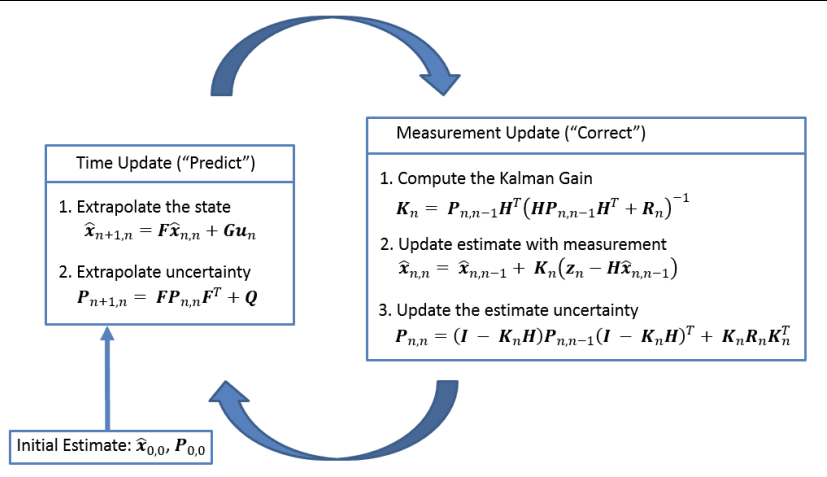 Time Update (“Predict”)
1. Extrapolate the state
x̂ₙ₊₁,ₙ = Fx̂ₙ,ₙ + Guₙ
2. Extrapolate uncertainty
Pₙ₊₁,ₙ = FPₙ,ₙFᵀ + Q
Initial Estimate: x̂₀,₀, P₀,₀
Measurement Update (“Correct”)
1. Compute the Kalman Gain
Kₙ = Pₙ,ₙ₋₁Hᵀ(HPₙ,ₙ₋₁Hᵀ + Rₙ)⁻¹
2. Update estimate with measurement
x̂ₙ,ₙ = x̂ₙ,ₙ₋₁ + Kₙ(zₙ − Hx̂ₙ,ₙ₋₁)
3. Update the estimate uncertainty
Pₙ,ₙ = (I − KₙH)Pₙ,ₙ₋₁(I − KₙH)ᵀ + KₙRₙKₙᵀ